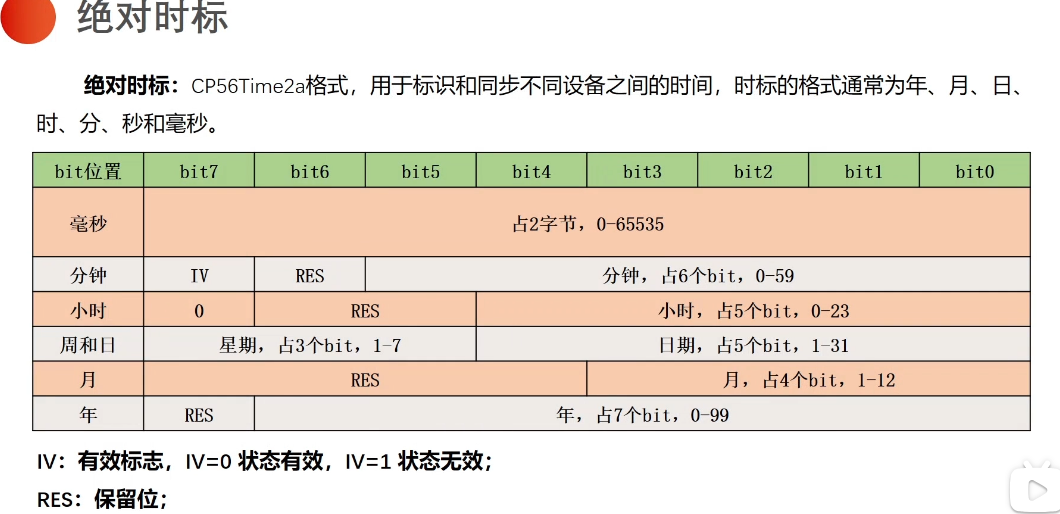 绝对时标
绝对时标：CP56Time2a格式，用于标识和同步不同设备之间的时间，时标的格式通常为年、月、日、
时、分、秒和毫秒。
bit位置 bit7 bit6 bit5 bit4 bit3 bit2 bit1 bit0
毫秒 占2字节，0-65535
分钟 IV RES 分钟，占6个bit，0-59
小时 0 RES 小时，占5个bit，0-23
周和日 星期，占3个bit，1-7 日期，占5个bit，1-31
月 RES 月，占4个bit，1-12
年 RES 年，占7个bit，0-99
IV：有效标志，IV=0 状态有效，IV=1 状态无效；
RES：保留位；